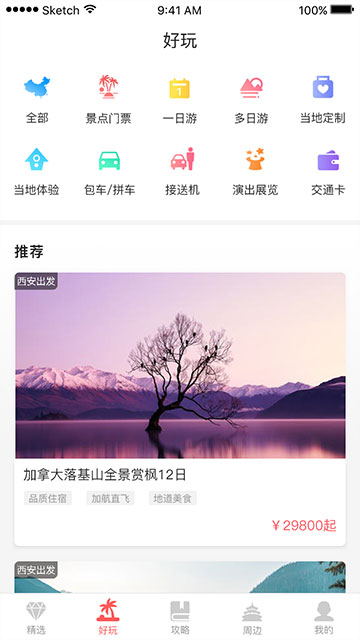 Sketch 9:41 AM 100%
好玩
全部 景点门票 一日游 多日游 当地定制
1
当地体验 包车/拼车 接送机 演出展览 交通卡
推荐
西安出发
加拿大落基山全景赏枫12日
品质住宿 加航直飞 地道美食
¥29800起
西安出发
精选 好玩 攻略 周边 我的